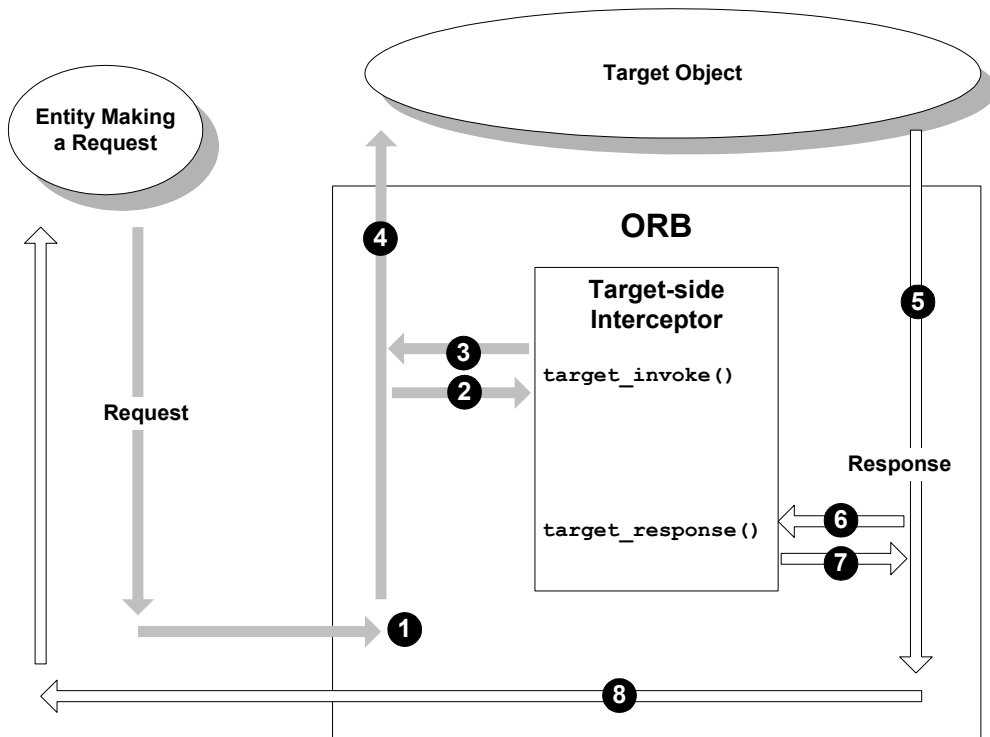 Target Object
Entity Making
a Request
ORB
4
5
Target-side
Interceptor
3
target_invoke()
2
Request
Response
6
target_response()
7
1
8